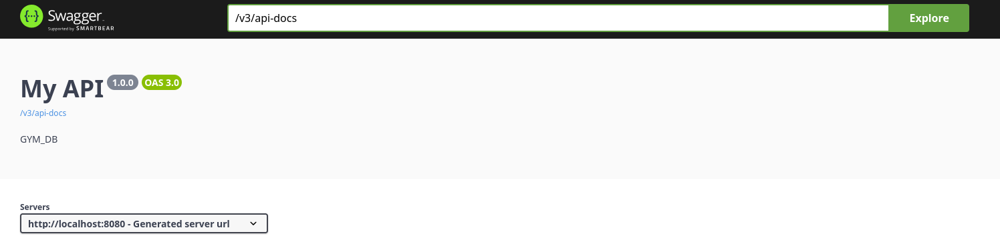 {···} Swagger
Supported by SMARTBEAR
/v3/api-docs
Explore
My API 1.0.0 OAS 3.0
/v3/api-docs
GYM_DB
Servers
http://localhost:8080 - Generated server url